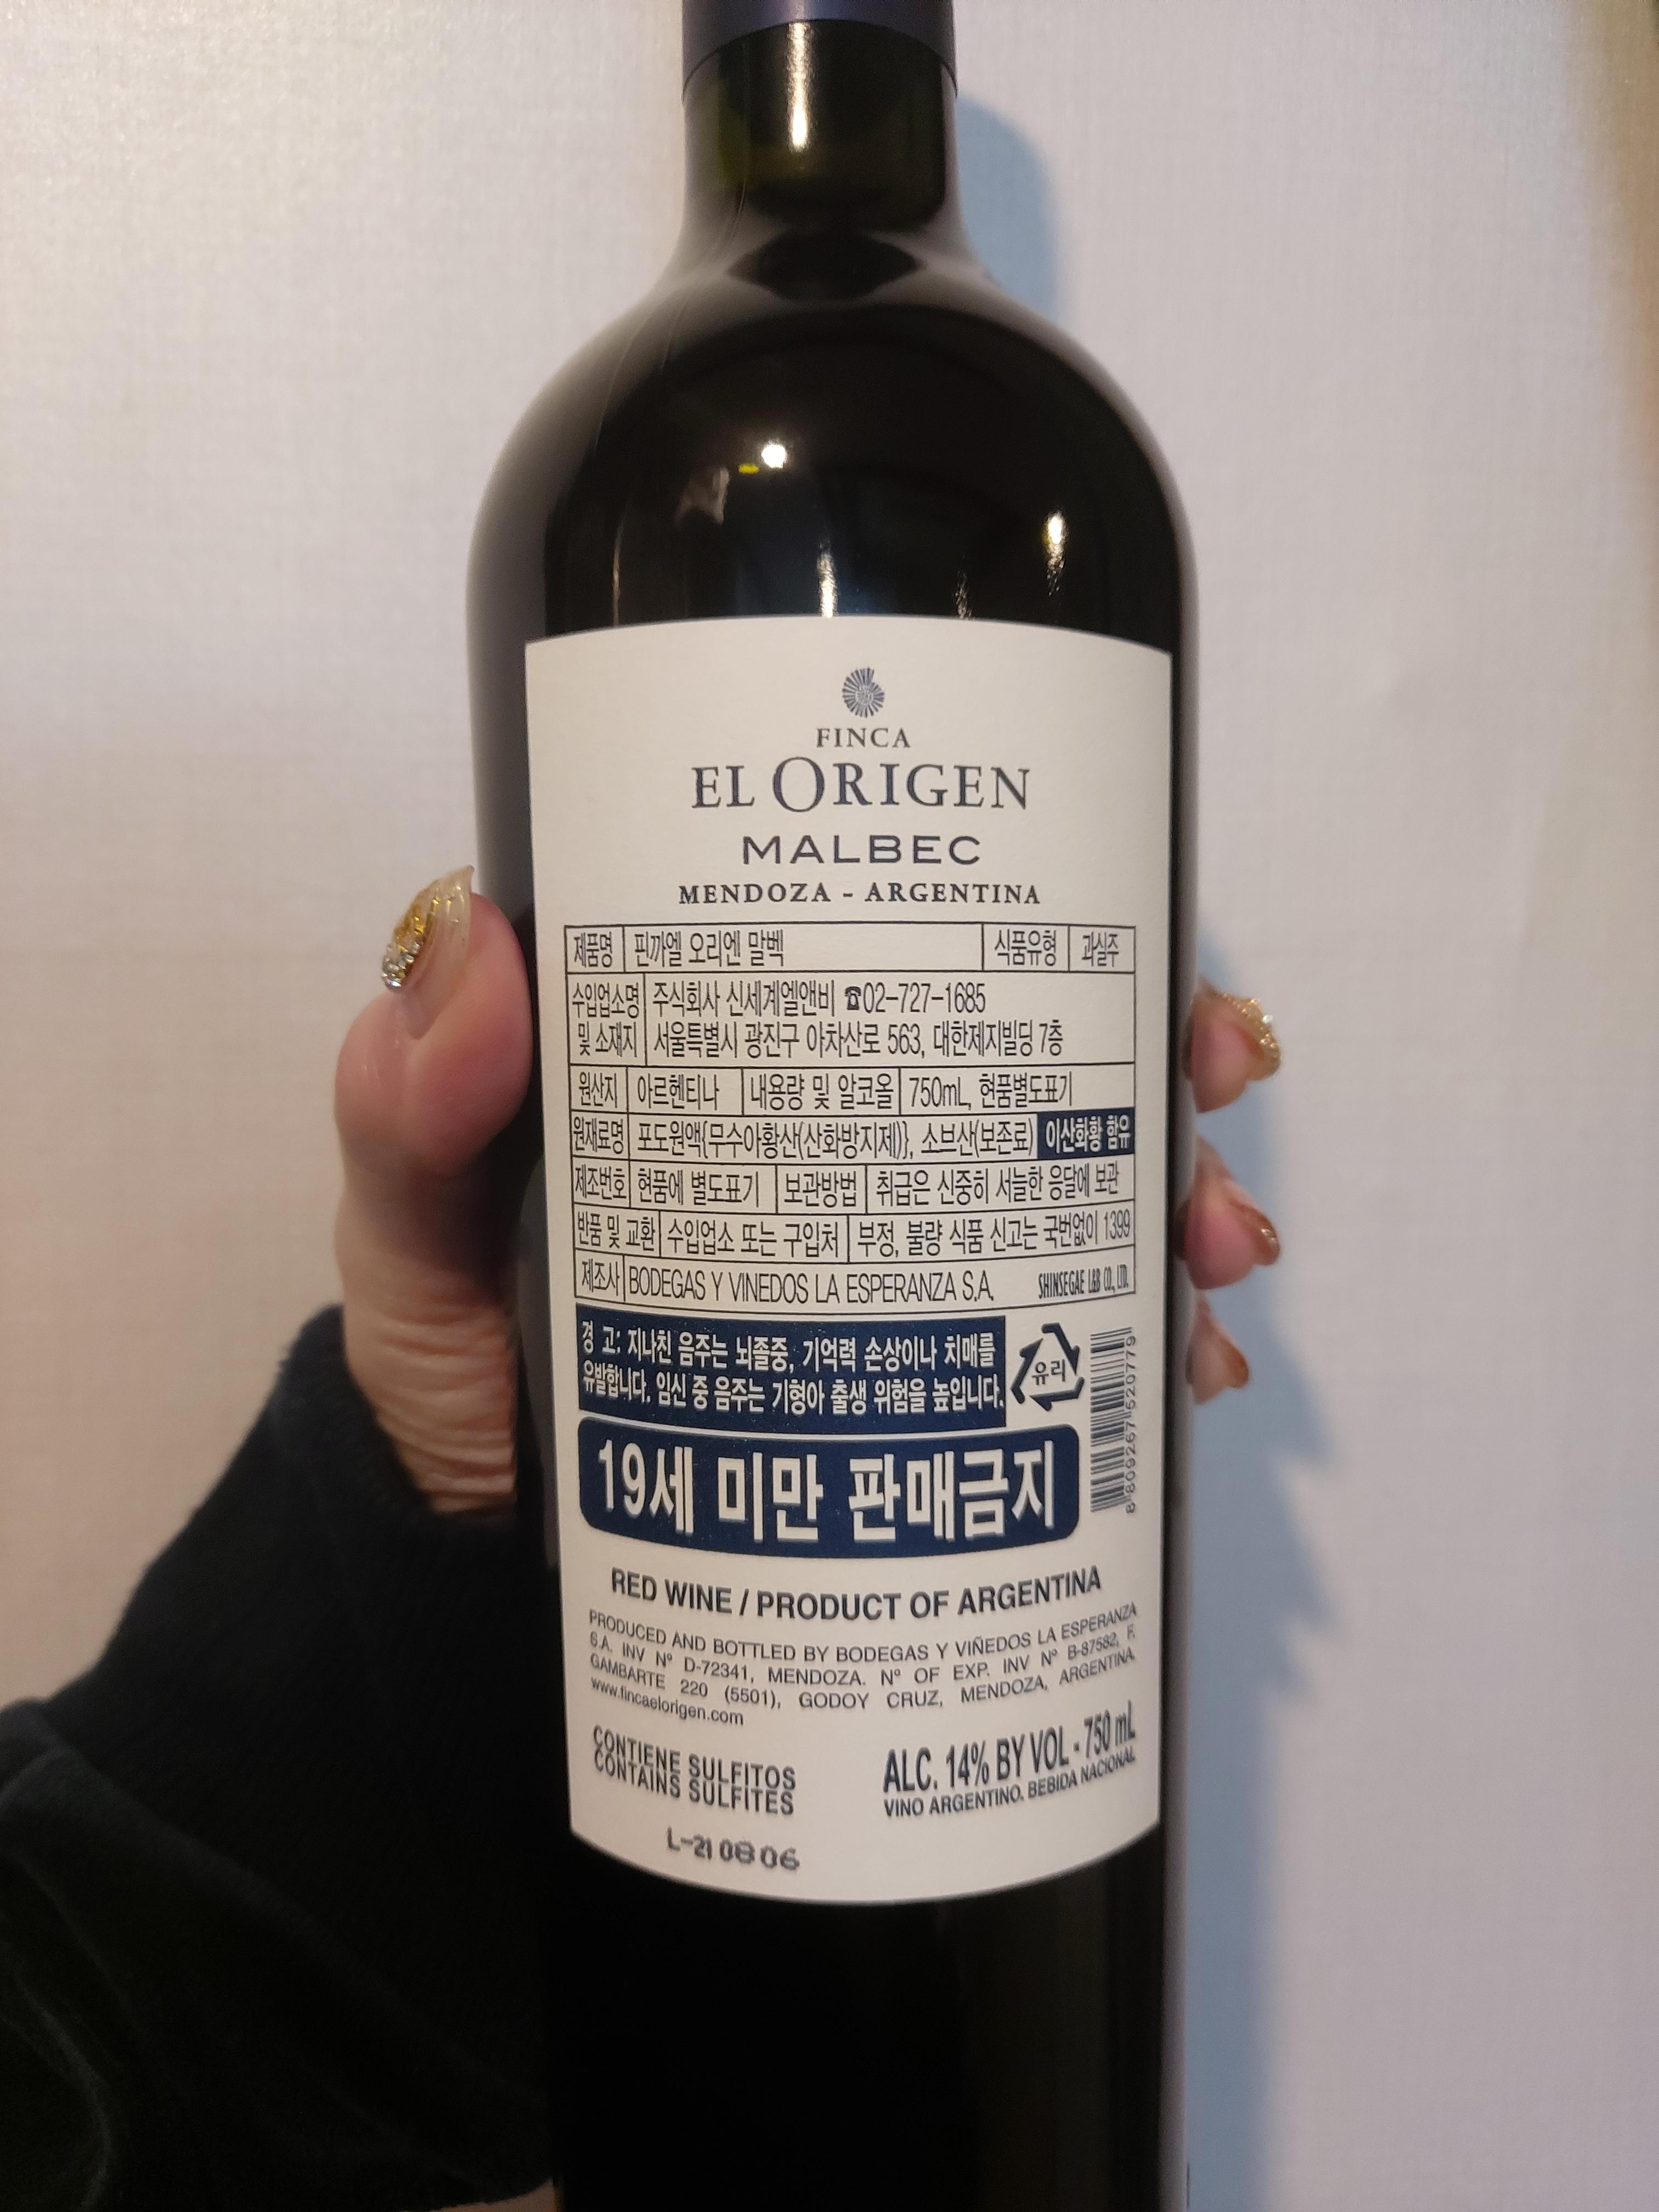 FINCA
EL ORIGEN
MALBEC
MENDOZA - ARGENTINA
제품명 핀까엘 오리엔 말벡 식품유형 과실주
수입업소명 주식회사 신세계엘앤비 ☎02-727-1685
및 소재지 서울특별시 광진구 아차산로 563, 대한제지빌딩 7층
원산지 아르헨티나 내용량 및 알코올 750mL, 현품별도표기
원재료명 포도원액{무수아황산(산화방지제)}, 소브산(보존료) 이산화황 함유
제조번호 현품에 별도표기 보관방법 취급은 신중히 서늘한 응달에 보관
반품 및 교환 수입업소 또는 구입처 부정, 불량 식품 신고는 국번없이 1399
제조사 BODEGAS Y VINEDOS LA ESPERANZA S.A. SHINSEGAE L&B CO., LTD.
경 고: 지나친 음주는 뇌졸중, 기억력 손상이나 치매를
유발합니다. 임신 중 음주는 기형아 출생 위험을 높입니다.
유리
8 809267 520779
19세 미만 판매금지
RED WINE / PRODUCT OF ARGENTINA
PRODUCED AND BOTTLED BY BODEGAS Y VIÑEDOS LA ESPERANZA
S.A. INV Nº D-72341, MENDOZA. Nº OF EXP. INV Nº B-87582, F.
GAMBARTE 220 (5501), GODOY CRUZ, MENDOZA, ARGENTINA.
www.fincaelorigen.com
CONTIENE SULFITOS
CONTAINS SULFITES
ALC. 14% BY VOL - 750 mL
VINO ARGENTINO. BEBIDA NACIONAL
L-21 0806